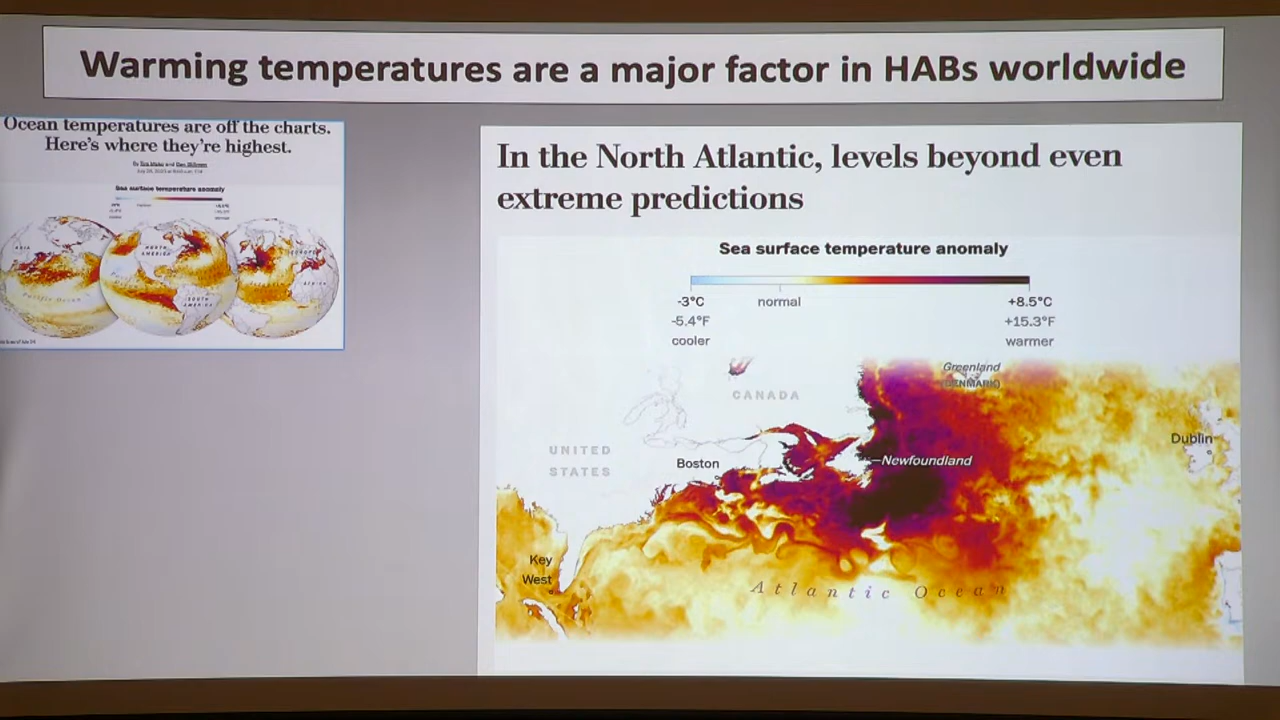 Warming temperatures are a major factor in HABs worldwide
Ocean temperatures are off the charts.
Here's where they're highest.
Sea surface temperature anomaly
ASIA
NORTH
AMERICA
Pacific Ocean
SOUTH
AMERICA
EUROPE
AFRICA
In the North Atlantic, levels beyond even
extreme predictions
Sea surface temperature anomaly
-3°C
normal
+8.5°C
-5.4°F
+15.3°F
cooler
warmer
Greenland
(DENMARK)
CANADA
UNITED
STATES
Boston
Newfoundland
Dublin
Key
West
Atlantic Ocean